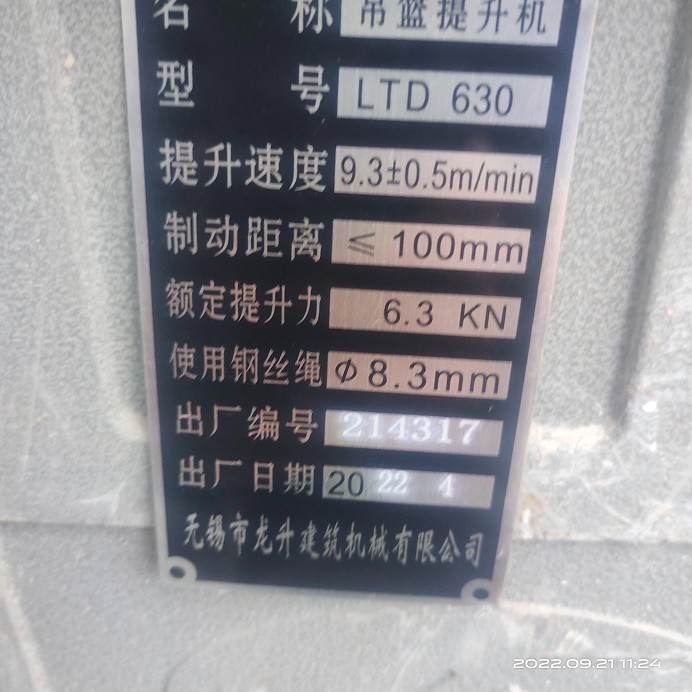 名称 吊篮提升机
型号 LTD 630
提升速度 9.3±0.5m/min
制动距离 ≤100mm
额定提升力 6.3 KN
使用钢丝绳 Φ8.3mm
出厂编号 214317
出厂日期 2022 4
无锡市龙升建筑机械有限公司
2022.09.21 11:24